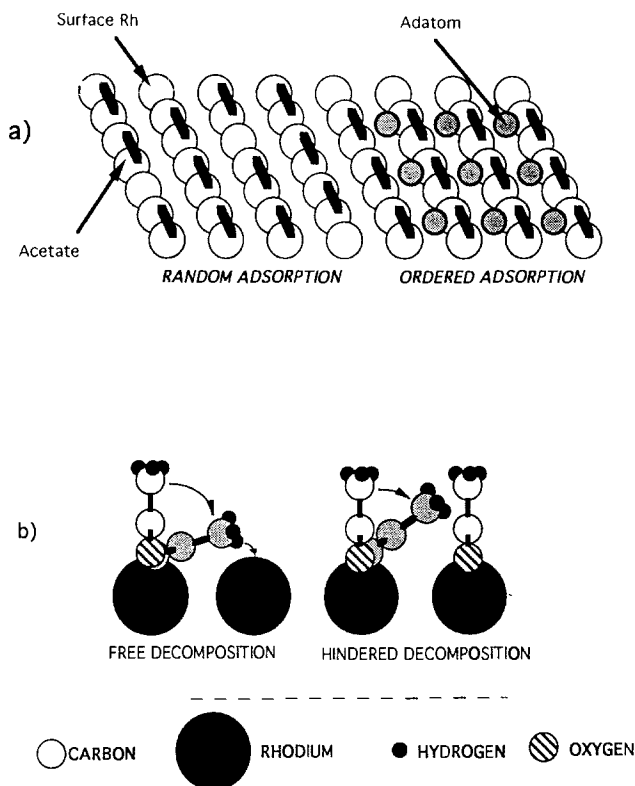 Surface Rh
Adatom
a)
Acetate
RANDOM ADSORPTION
ORDERED ADSORPTION
b)
FREE DECOMPOSITION
HINDERED DECOMPOSITION
CARBON
RHODIUM
HYDROGEN
OXYGEN